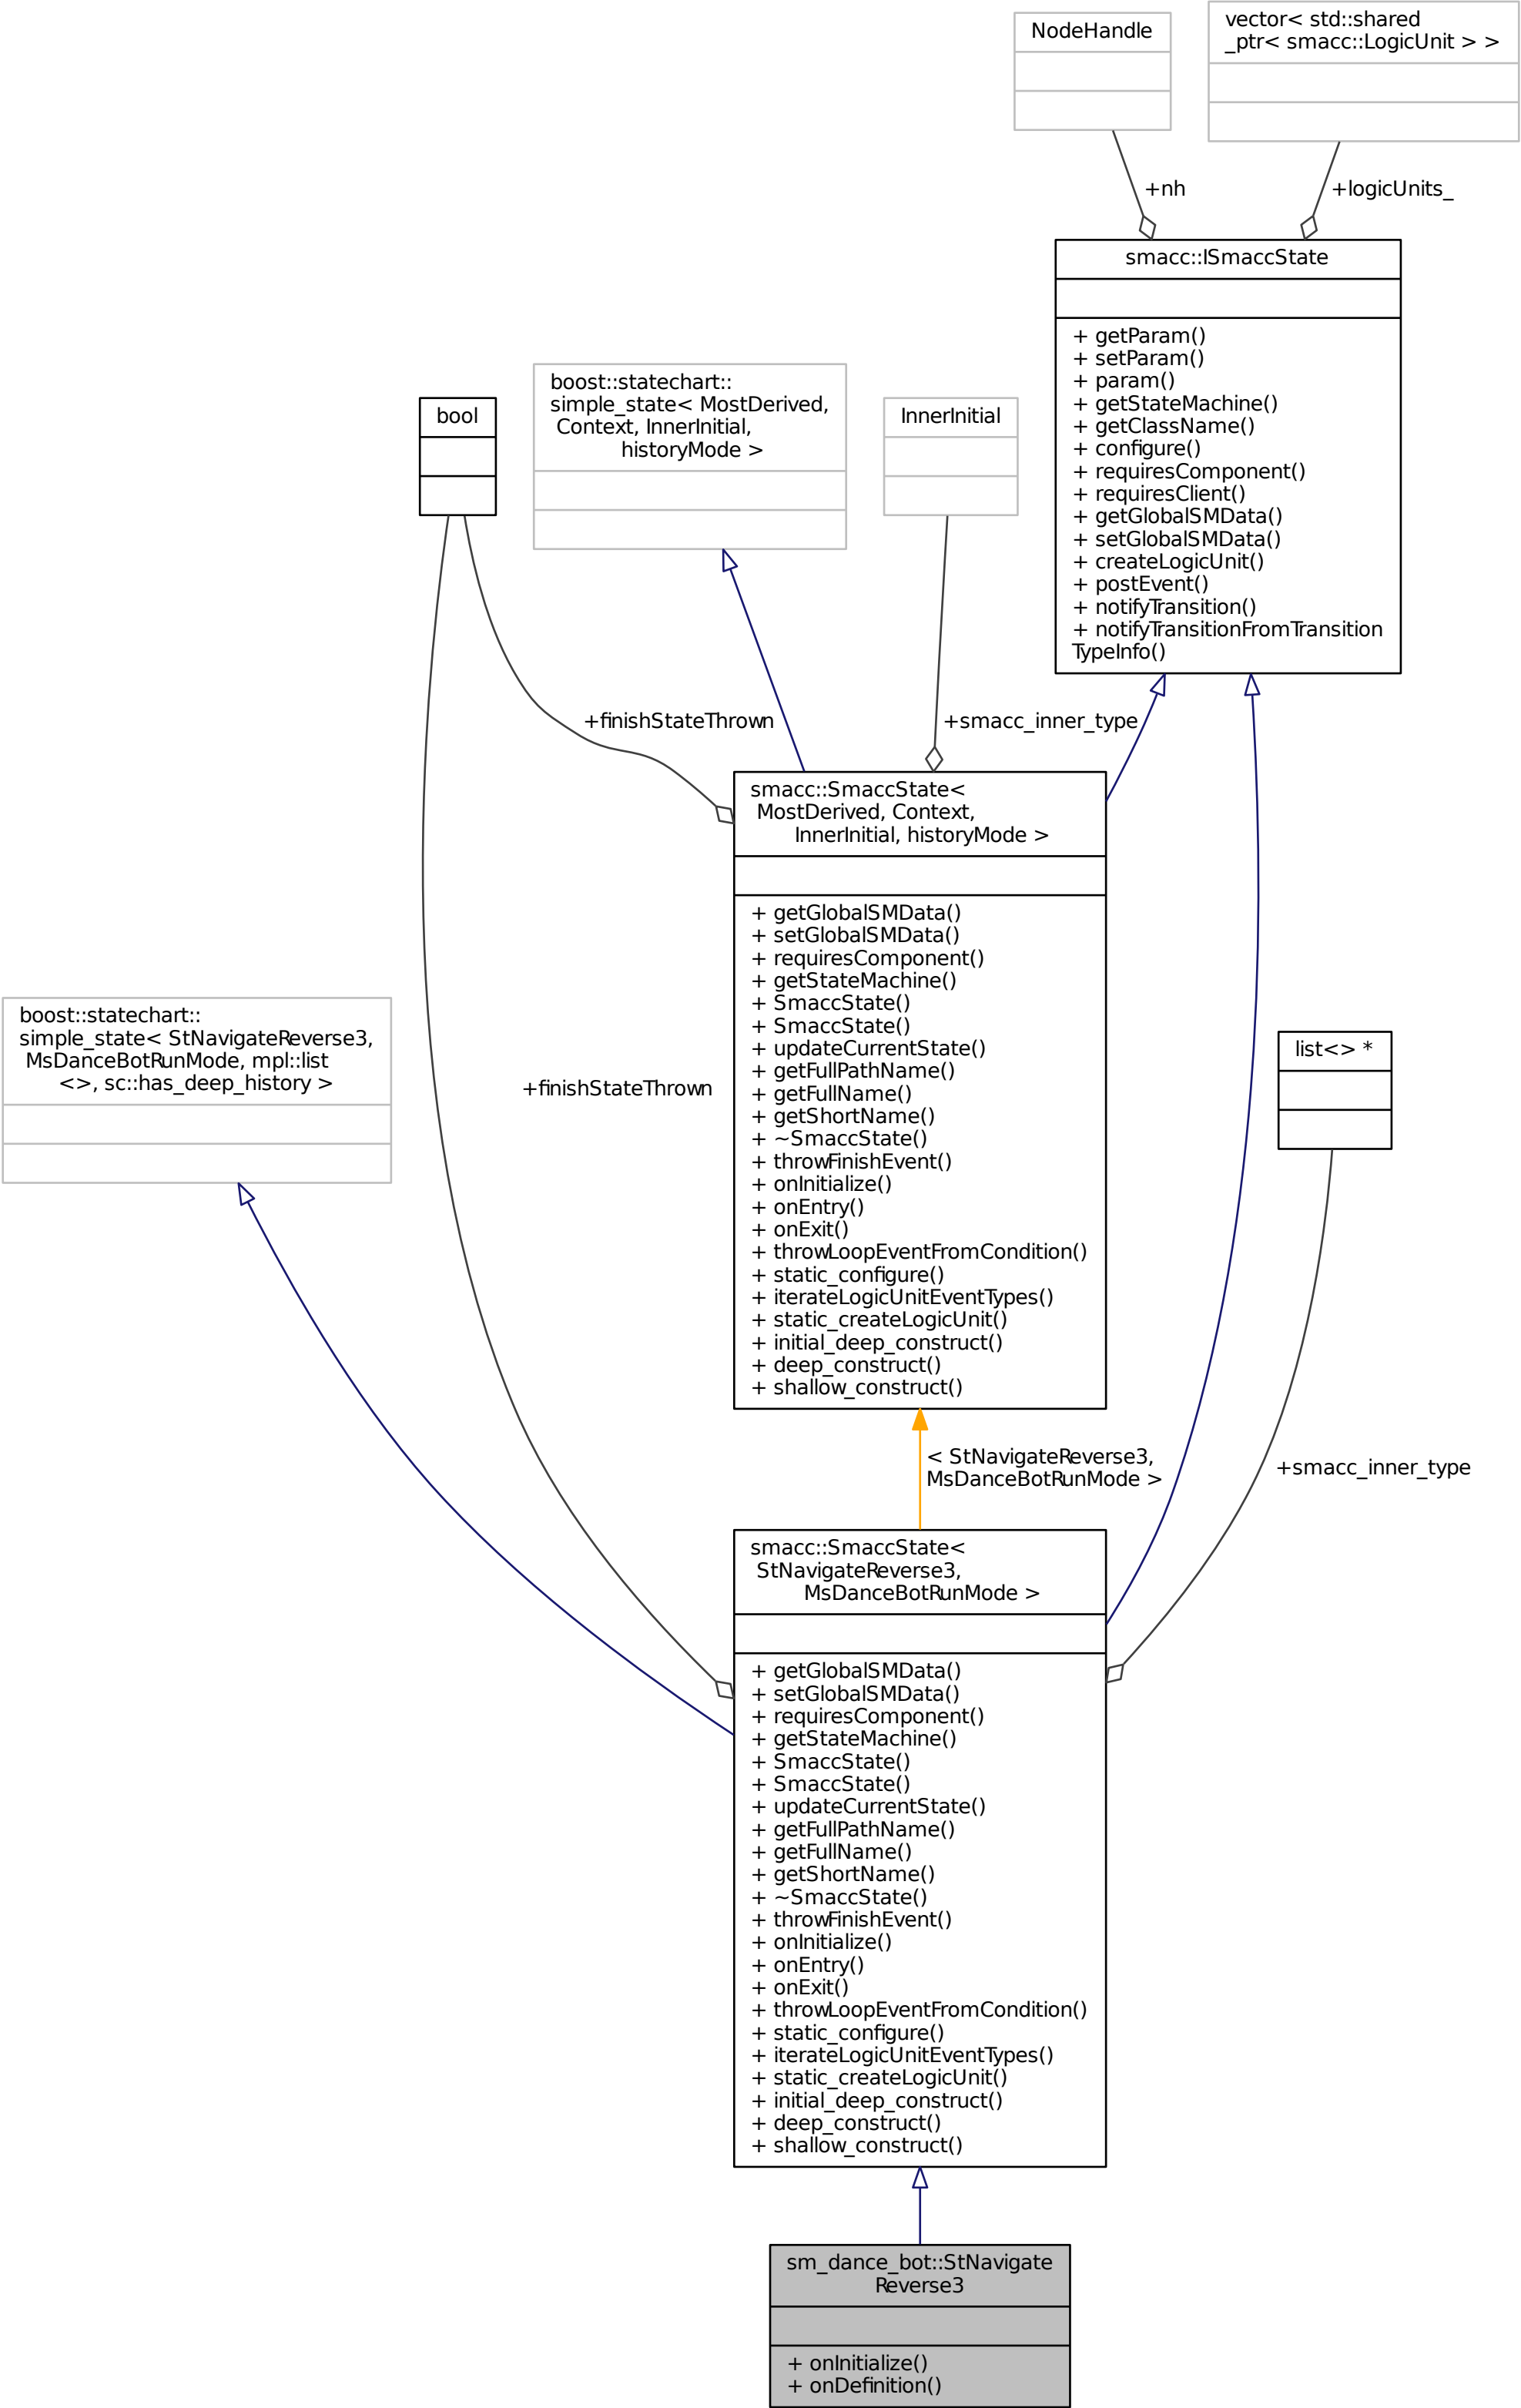 NodeHandle
vector< std::shared
_ptr< smacc::LogicUnit > >
+nh
+logicUnits_
smacc::ISmaccState
+ getParam()
+ setParam()
+ param()
+ getStateMachine()
+ getClassName()
+ configure()
+ requiresComponent()
+ requiresClient()
+ getGlobalSMData()
+ setGlobalSMData()
+ createLogicUnit()
+ postEvent()
+ notifyTransition()
+ notifyTransitionFromTransition
TypeInfo()
bool
boost::statechart::
simple_state< MostDerived,
Context, InnerInitial,
historyMode >
InnerInitial
+finishStateThrown
+smacc_inner_type
smacc::SmaccState<
MostDerived, Context,
InnerInitial, historyMode >
+ getGlobalSMData()
+ setGlobalSMData()
+ requiresComponent()
+ getStateMachine()
+ SmaccState()
+ SmaccState()
+ updateCurrentState()
+ getFullPathName()
+ getFullName()
+ getShortName()
+ ~SmaccState()
+ throwFinishEvent()
+ onInitialize()
+ onEntry()
+ onExit()
+ throwLoopEventFromCondition()
+ static_configure()
+ iterateLogicUnitEventTypes()
+ static_createLogicUnit()
+ initial_deep_construct()
+ deep_construct()
+ shallow_construct()
boost::statechart::
simple_state< StNavigateReverse3,
MsDanceBotRunMode, mpl::list
<>, sc::has_deep_history >
+finishStateThrown
list<> *
< StNavigateReverse3,
MsDanceBotRunMode >
+smacc_inner_type
smacc::SmaccState<
StNavigateReverse3,
MsDanceBotRunMode >
+ getGlobalSMData()
+ setGlobalSMData()
+ requiresComponent()
+ getStateMachine()
+ SmaccState()
+ SmaccState()
+ updateCurrentState()
+ getFullPathName()
+ getFullName()
+ getShortName()
+ ~SmaccState()
+ throwFinishEvent()
+ onInitialize()
+ onEntry()
+ onExit()
+ throwLoopEventFromCondition()
+ static_configure()
+ iterateLogicUnitEventTypes()
+ static_createLogicUnit()
+ initial_deep_construct()
+ deep_construct()
+ shallow_construct()
sm_dance_bot::StNavigate
Reverse3
+ onInitialize()
+ onDefinition()